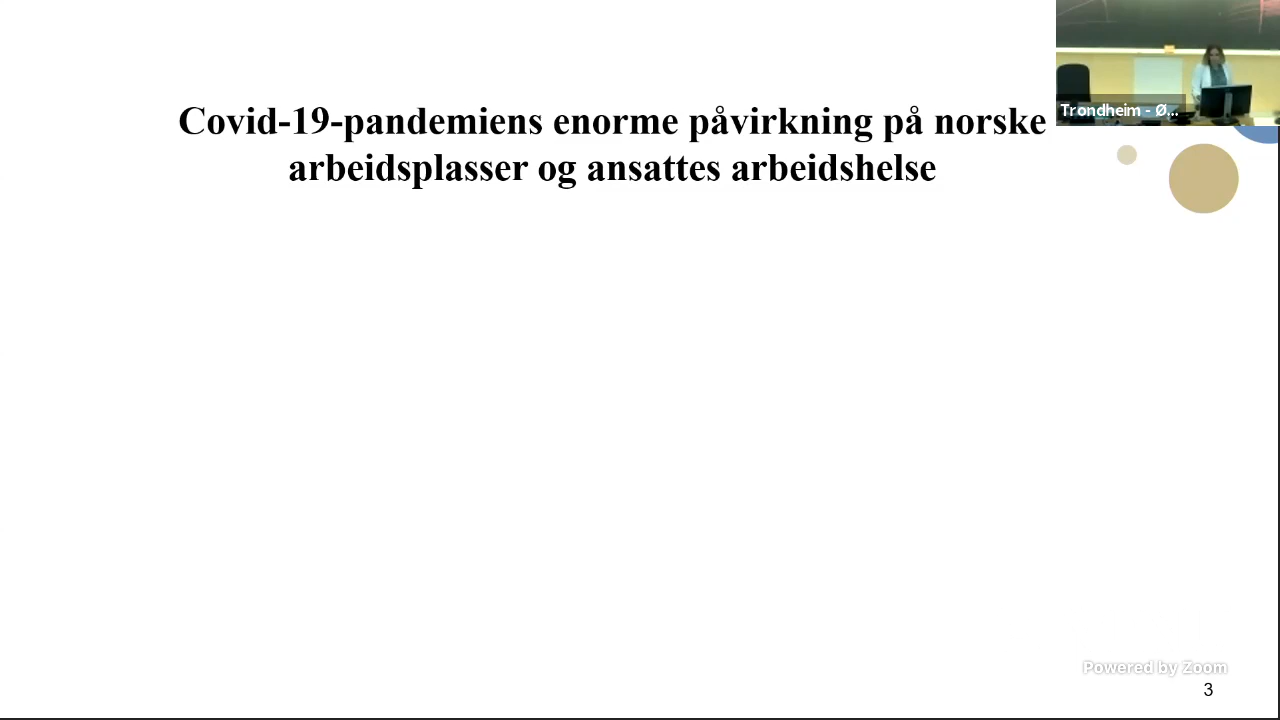 Covid-19-pandemiens enorme påvirkning på norske
arbeidsplasser og ansattes arbeidshelse
Trondheim - Ø...
Powered by Zoom
3